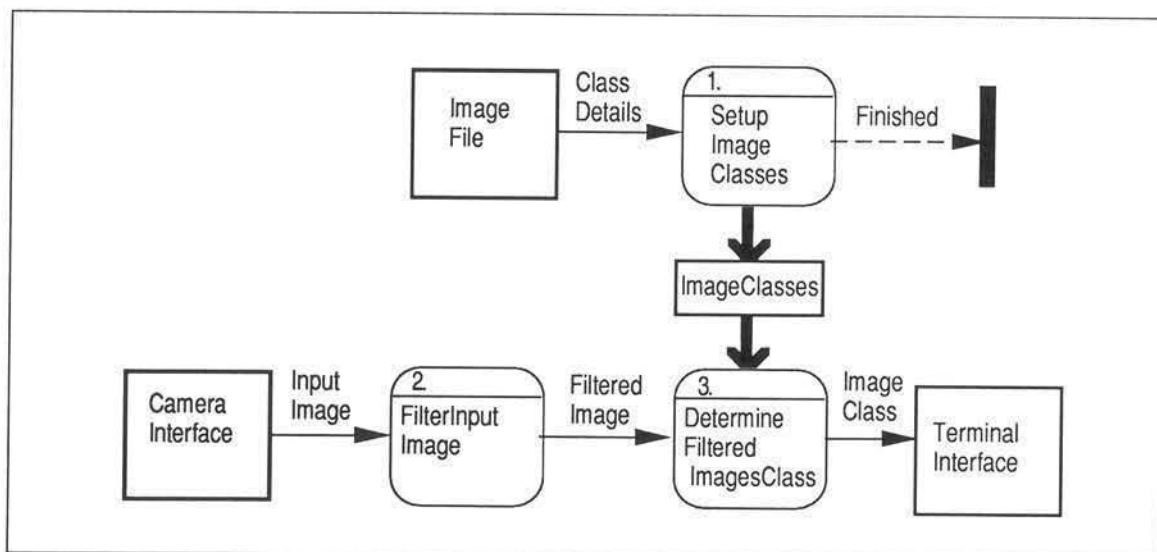 Image
File
Class
Details
1.
Setup
Image
Classes
Finished
ImageClasses
Camera
Interface
Input
Image
2.
FilterInput
Image
Filtered
Image
3.
Determine
Filtered
ImagesClass
Image
Class
Terminal
Interface